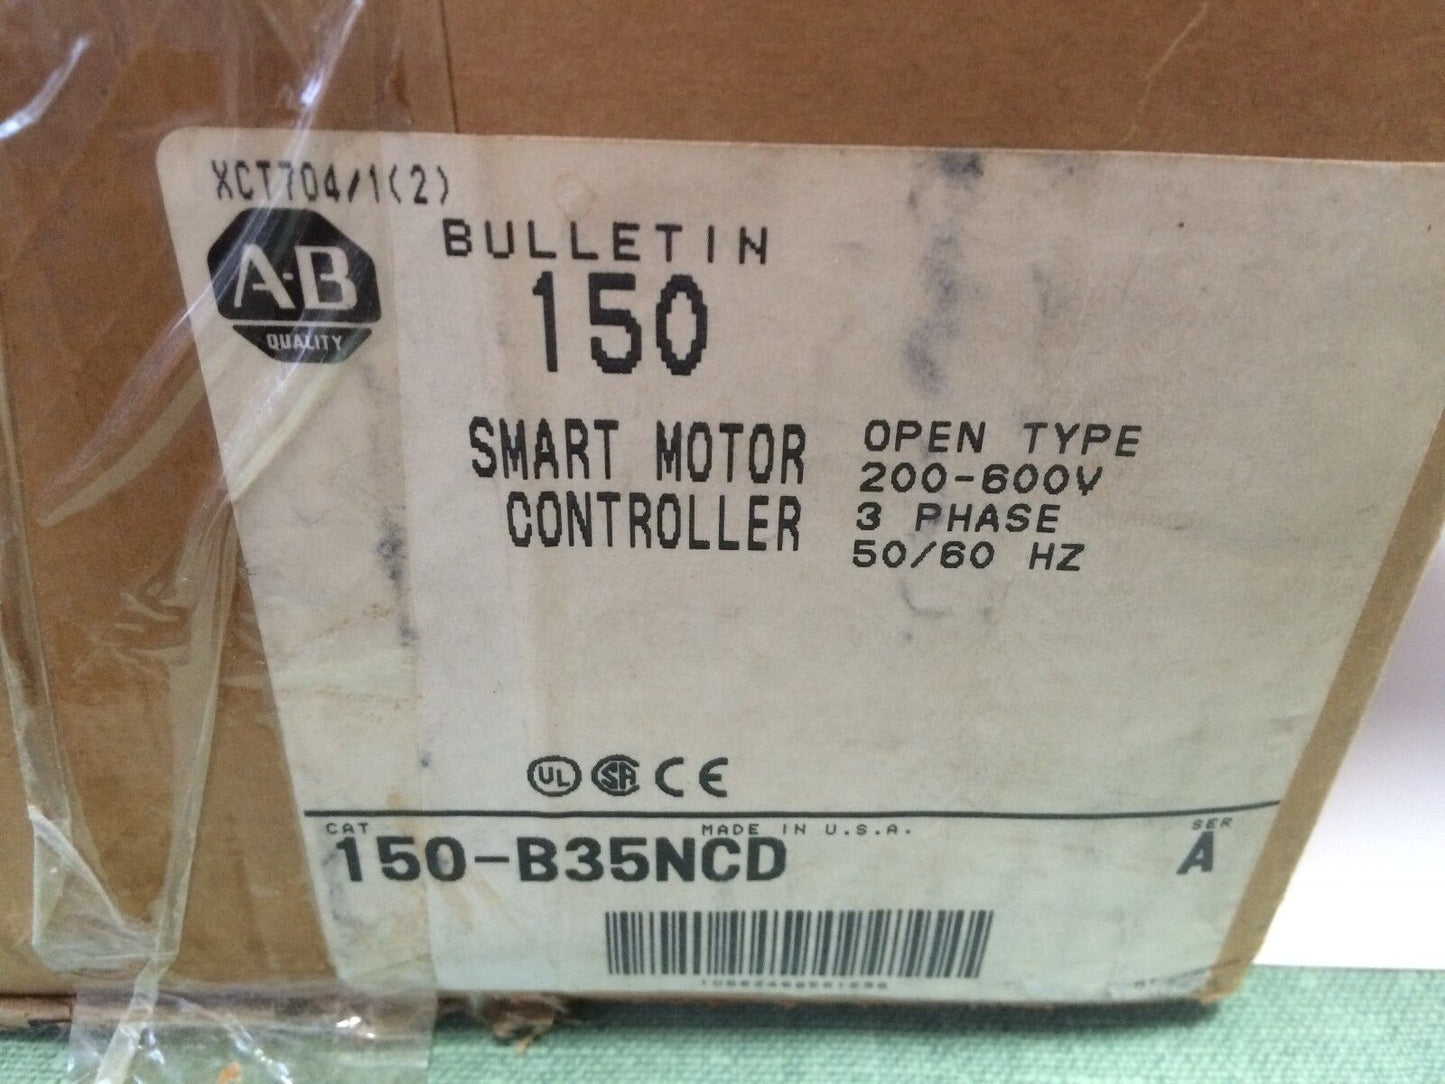 XCT704/1(2)
A-B
QUALITY
BULLETIN
150
SMART MOTOR
CONTROLLER
OPEN TYPE
200-600V
3 PHASE
50/60 HZ
UL SA CE
CAT
MADE IN U.S.A.
SER
150-B35NCD
A